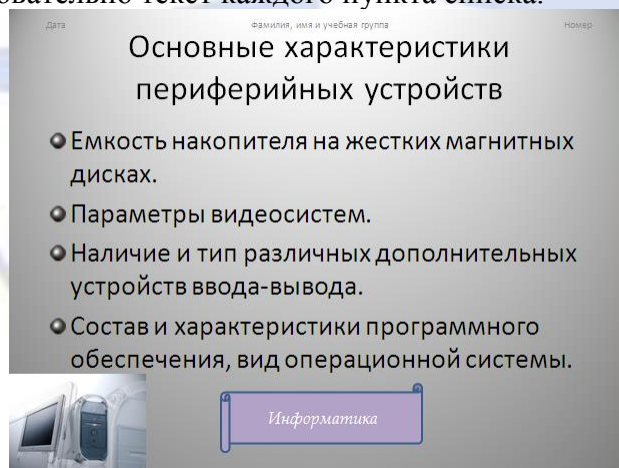 овательно текст каждого пункта списка.
Дата Фамилия, имя и учебная группа Номер
Основные характеристики
периферийных устройств
Емкость накопителя на жестких магнитных
дисках.
Параметры видеосистем.
Наличие и тип различных дополнительных
устройств ввода-вывода.
Состав и характеристики программного
обеспечения, вид операционной системы.
Информатика